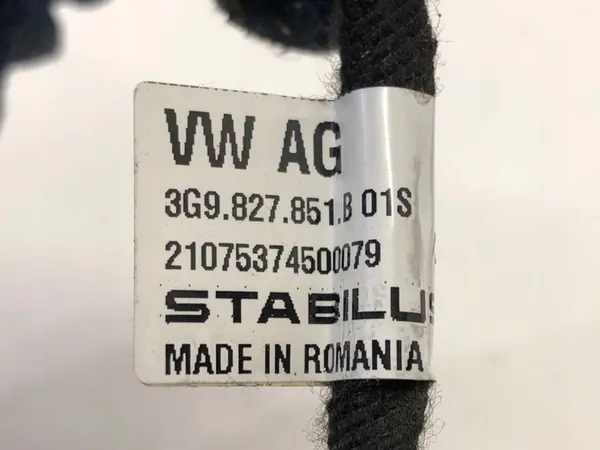 VW AG
3G9.827.851.B 01S
21075374500079
STABILUS
MADE IN ROMANIA